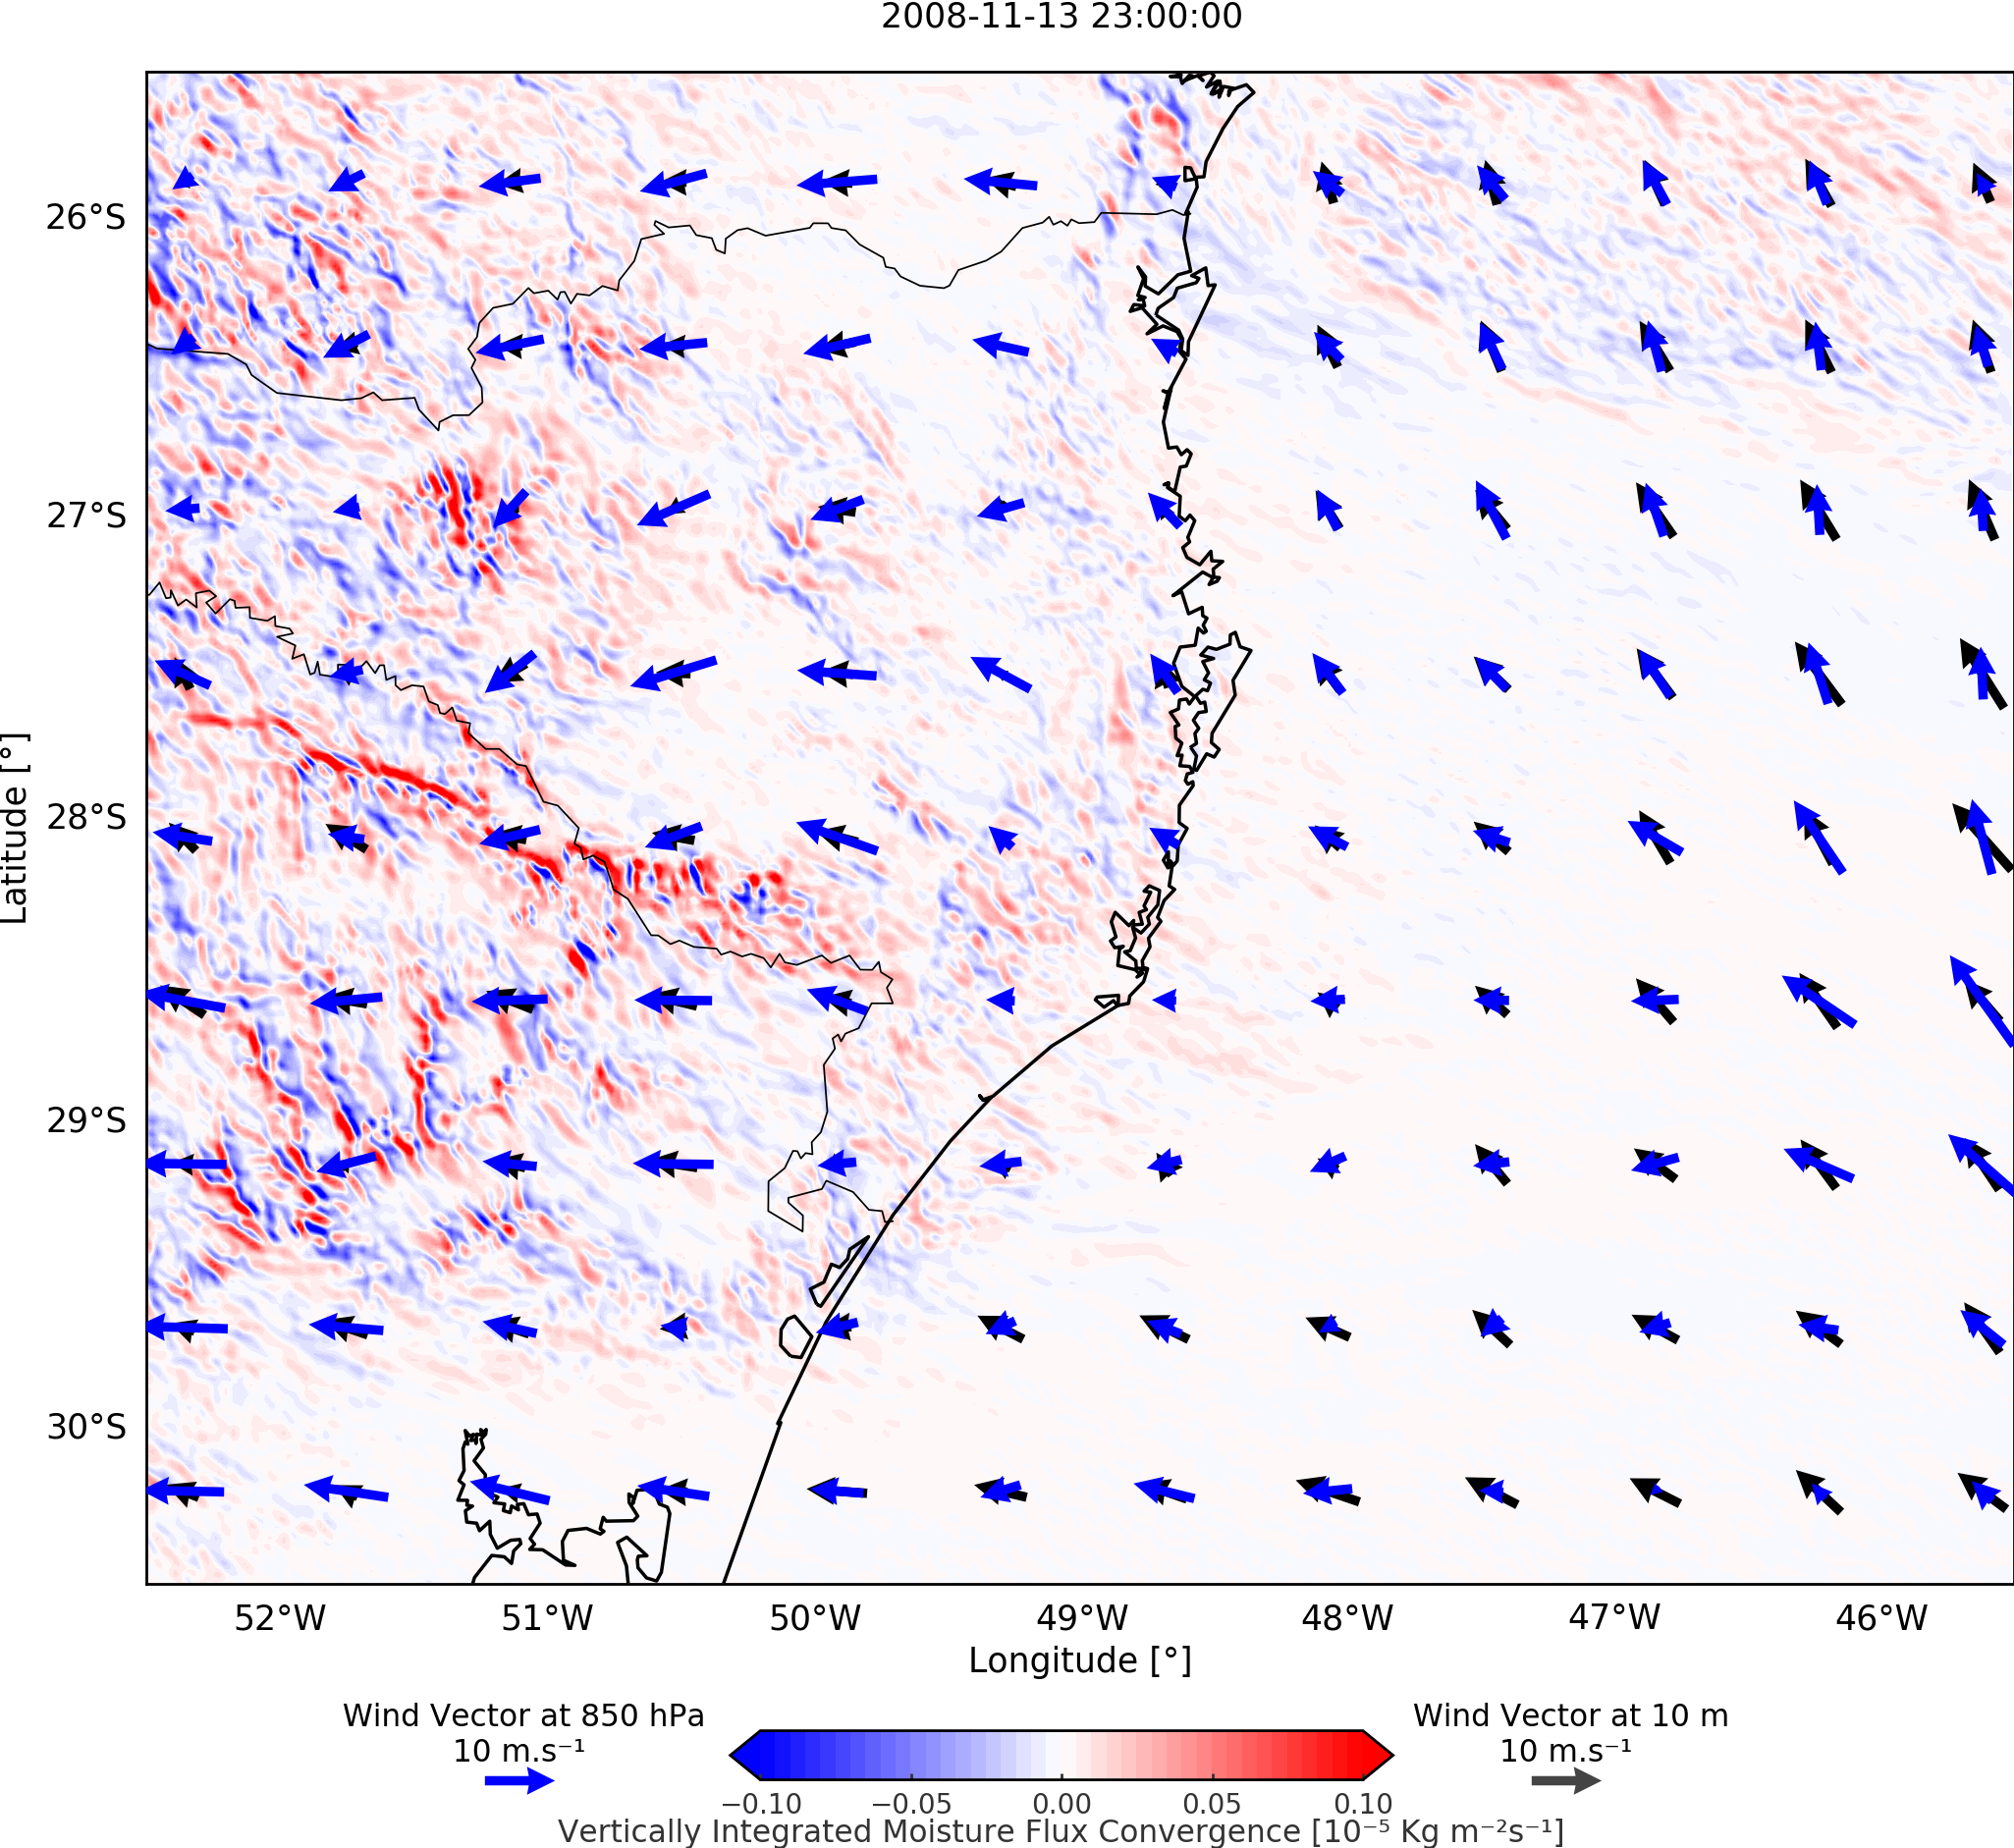 2008-11-13 23:00:00
26°S
27°S
28°S
29°S
30°S
Latitude [°]
52°W 51°W 50°W 49°W 48°W 47°W 46°W
Longitude [°]
Wind Vector at 850 hPa
10 m.s⁻¹
Wind Vector at 10 m
10 m.s⁻¹
−0.10 −0.05 0.00 0.05 0.10
Vertically Integrated Moisture Flux Convergence [10⁻⁵ Kg m⁻²s⁻¹]